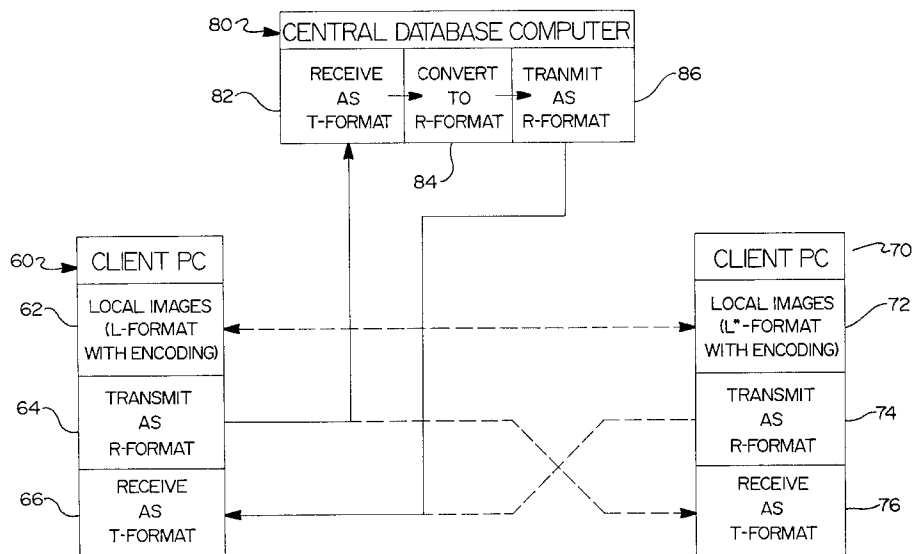 80
CENTRAL DATABASE COMPUTER
82
RECEIVE
AS
T-FORMAT
CONVERT
TO
R-FORMAT
TRANMIT
AS
R-FORMAT
86
84
60
CLIENT PC
62
LOCAL IMAGES
(L-FORMAT
WITH ENCODING)
64
TRANSMIT
AS
R-FORMAT
66
RECEIVE
AS
T-FORMAT
CLIENT PC
70
LOCAL IMAGES
(L*-FORMAT
WITH ENCODING)
72
TRANSMIT
AS
R-FORMAT
74
RECEIVE
AS
T-FORMAT
76